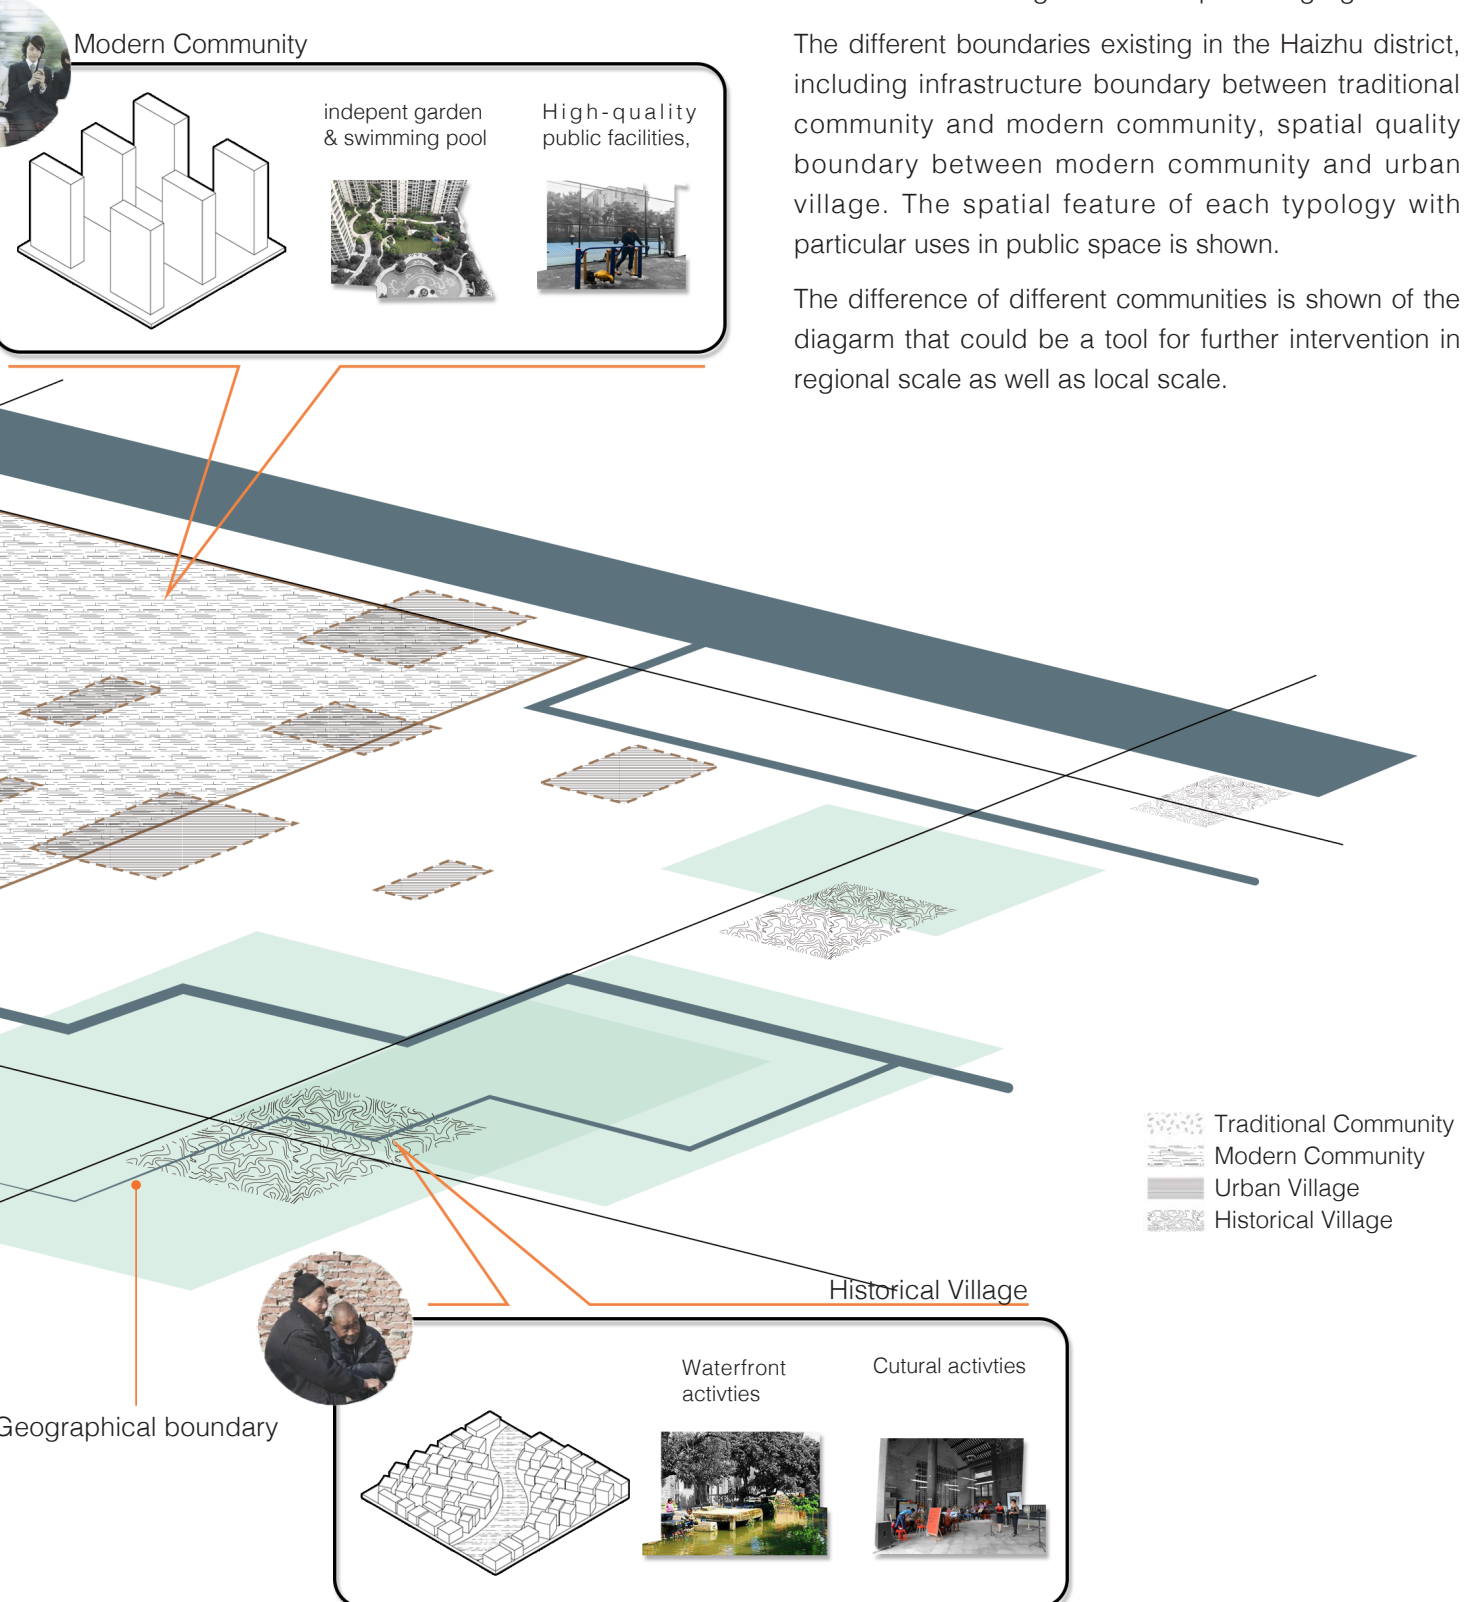 Modern Community
indepent garden
& swimming pool
High-quality
public facilities,
The different boundaries existing in the Haizhu district,
including infrastructure boundary between traditional
community and modern community, spatial quality
boundary between modern community and urban
village. The spatial feature of each typology with
particular uses in public space is shown.
The difference of different communities is shown of the
diagarm that could be a tool for further intervention in
regional scale as well as local scale.
Traditional Community
Modern Community
Urban Village
Historical Village
Historical Village
Waterfront
activties
Cutural activties
Geographical boundary